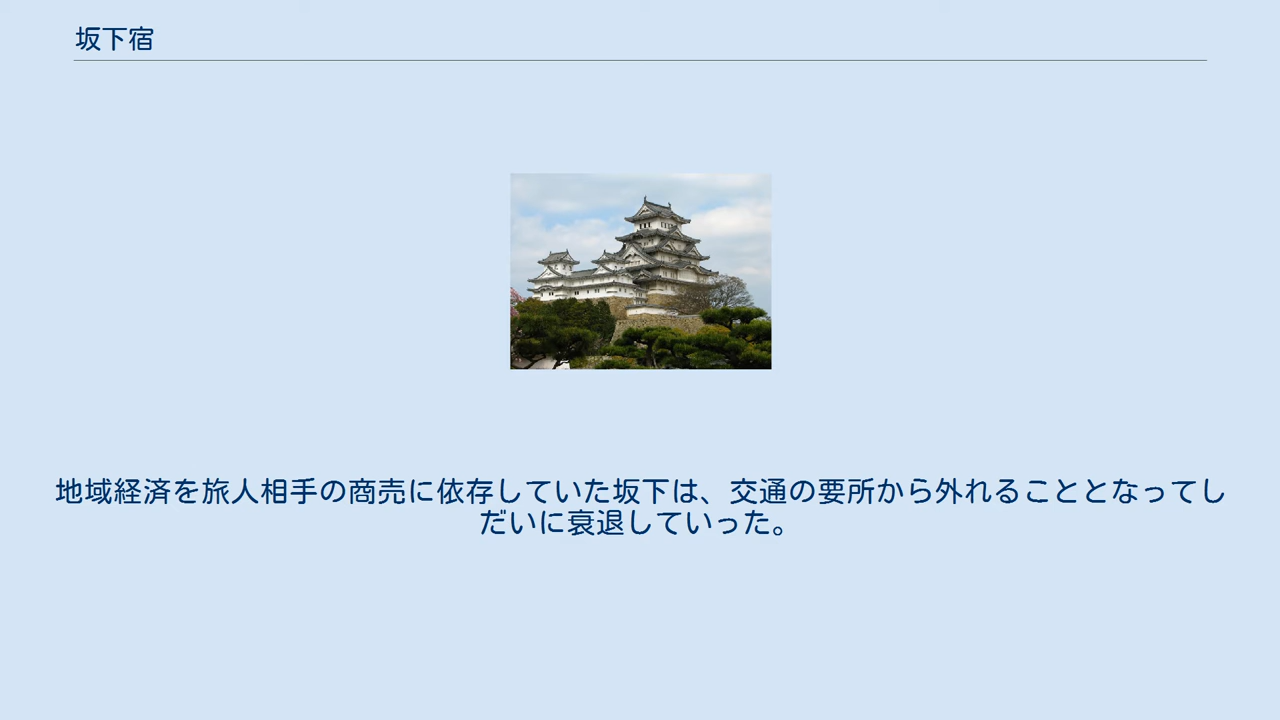 坂下宿
地域経済を旅人相手の商売に依存していた坂下は、交通の要所から外れることとなってし
だいに衰退していった。